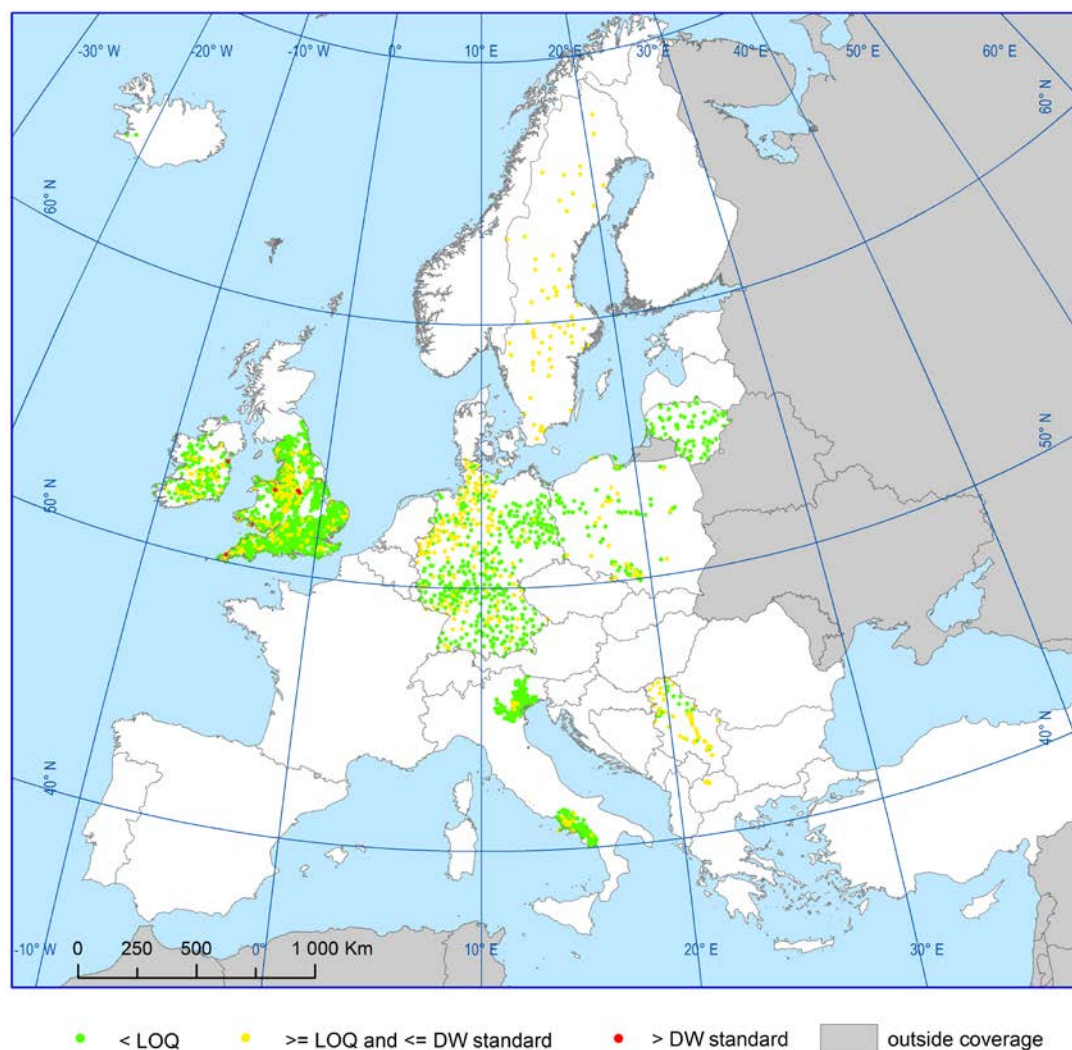 -30° W -20° W -10° W 0° 10° E 20° E 30° E 40° E 50° E 60° E
60° N
60° N
50° N
50° N
40° N
40° N
-10° W 0° 10° E 20° E 30° E
0 250 500 1 000 Km
< LOQ >= LOQ and <= DW standard > DW standard outside coverage